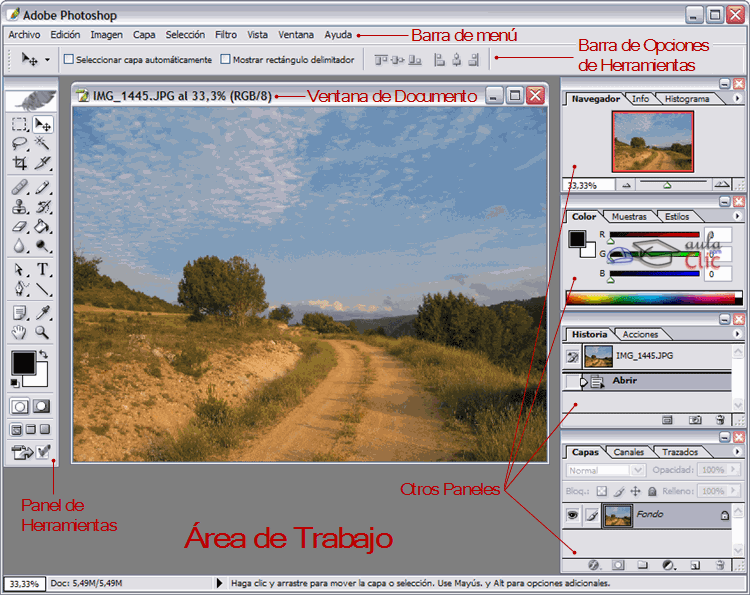 Adobe Photoshop
Archivo Edición Imagen Capa Selección Filtro Vista Ventana Ayuda
Barra de menú
Seleccionar capa automáticamente Mostrar rectángulo delimitador
Barra de Opciones
de Herramientas
IMG_1445.JPG al 33,3% (RGB/8)
Ventana de Documento
Navegador Info Histograma
33,33%
Color Muestras Estilos
R
G
B
0
0
aula
Clic
Historia Acciones
IMG_1445.JPG
Abrir
Capas Canales Trazados
Normal Opacidad: 100%
Bloq.: Relleno: 100%
Fondo
Otros Paneles
Panel de
Herramientas
Área de Trabajo
33,33% Doc: 5,49M/5,49M Haga clic y arrastre para mover la capa o selección. Use Mayús. y Alt para opciones adicionales.